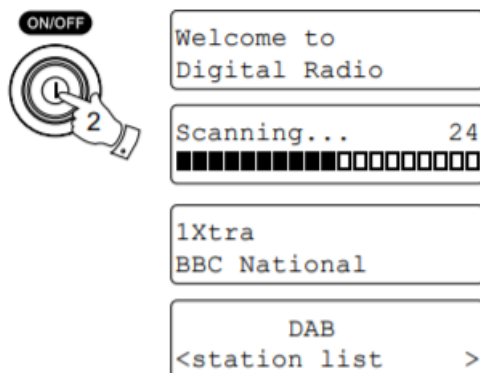 ON/OFF
2
Welcome to
Digital Radio
Scanning... 24
1Xtra
BBC National
DAB
<station list >